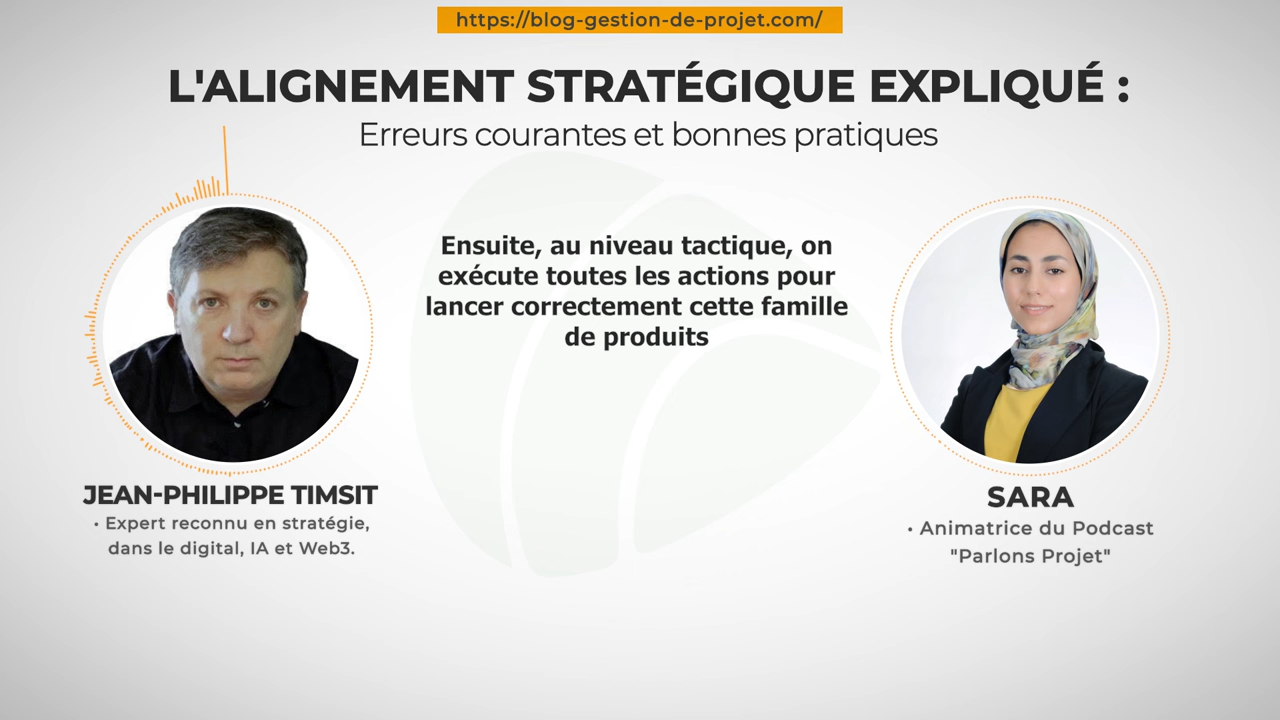 https://blog-gestion-de-projet.com/
L'ALIGNEMENT STRATÉGIQUE EXPLIQUÉ :
Erreurs courantes et bonnes pratiques
Ensuite, au niveau tactique, on
exécute toutes les actions pour
lancer correctement cette famille
de produits
JEAN-PHILIPPE TIMSIT
• Expert reconnu en stratégie,
dans le digital, IA et Web3.
SARA
• Animatrice du Podcast
"Parlons Projet"